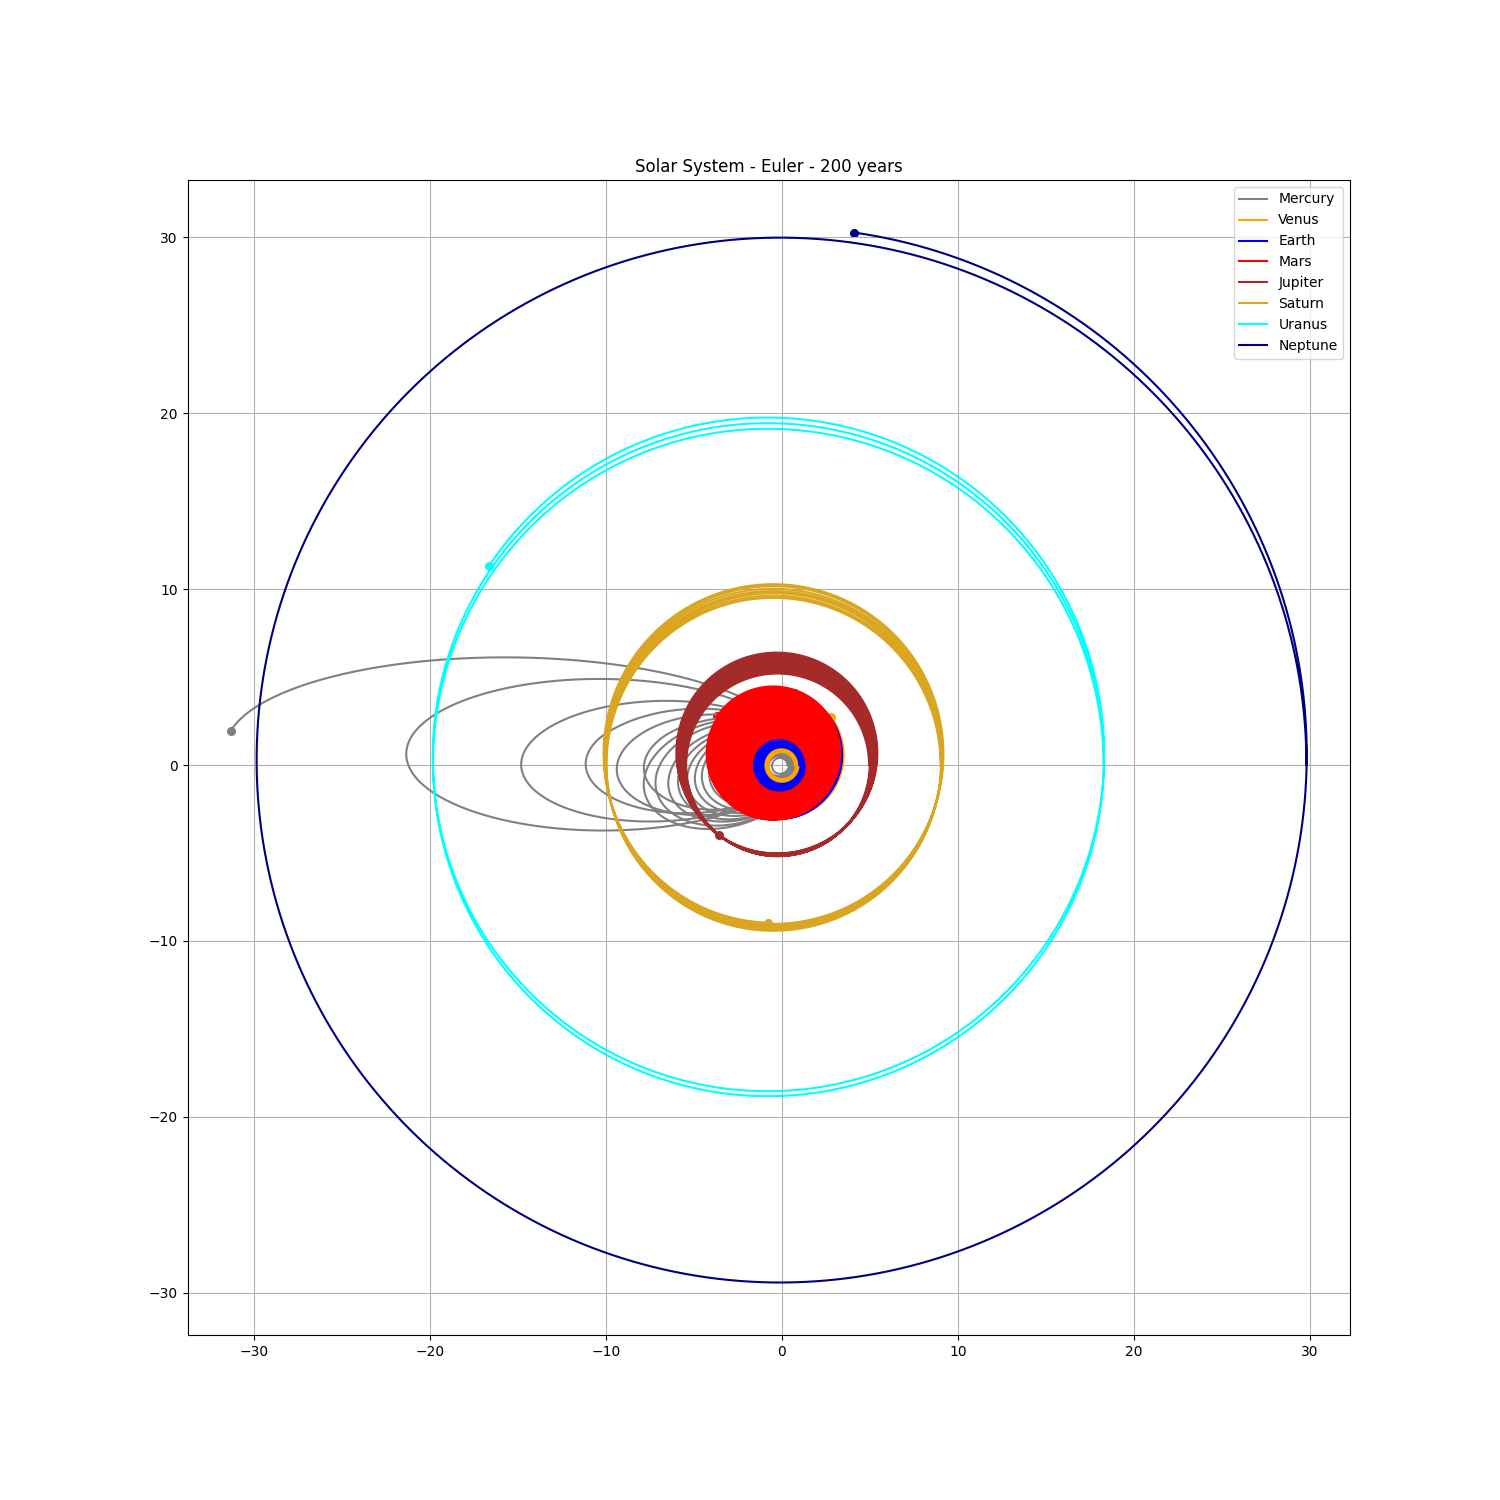 Solar System - Euler - 200 years
Mercury
Venus
Earth
Mars
Jupiter
Saturn
Uranus
Neptune
30
20
10
0
−10
−20
−30
−30
−20
−10
0
10
20
30